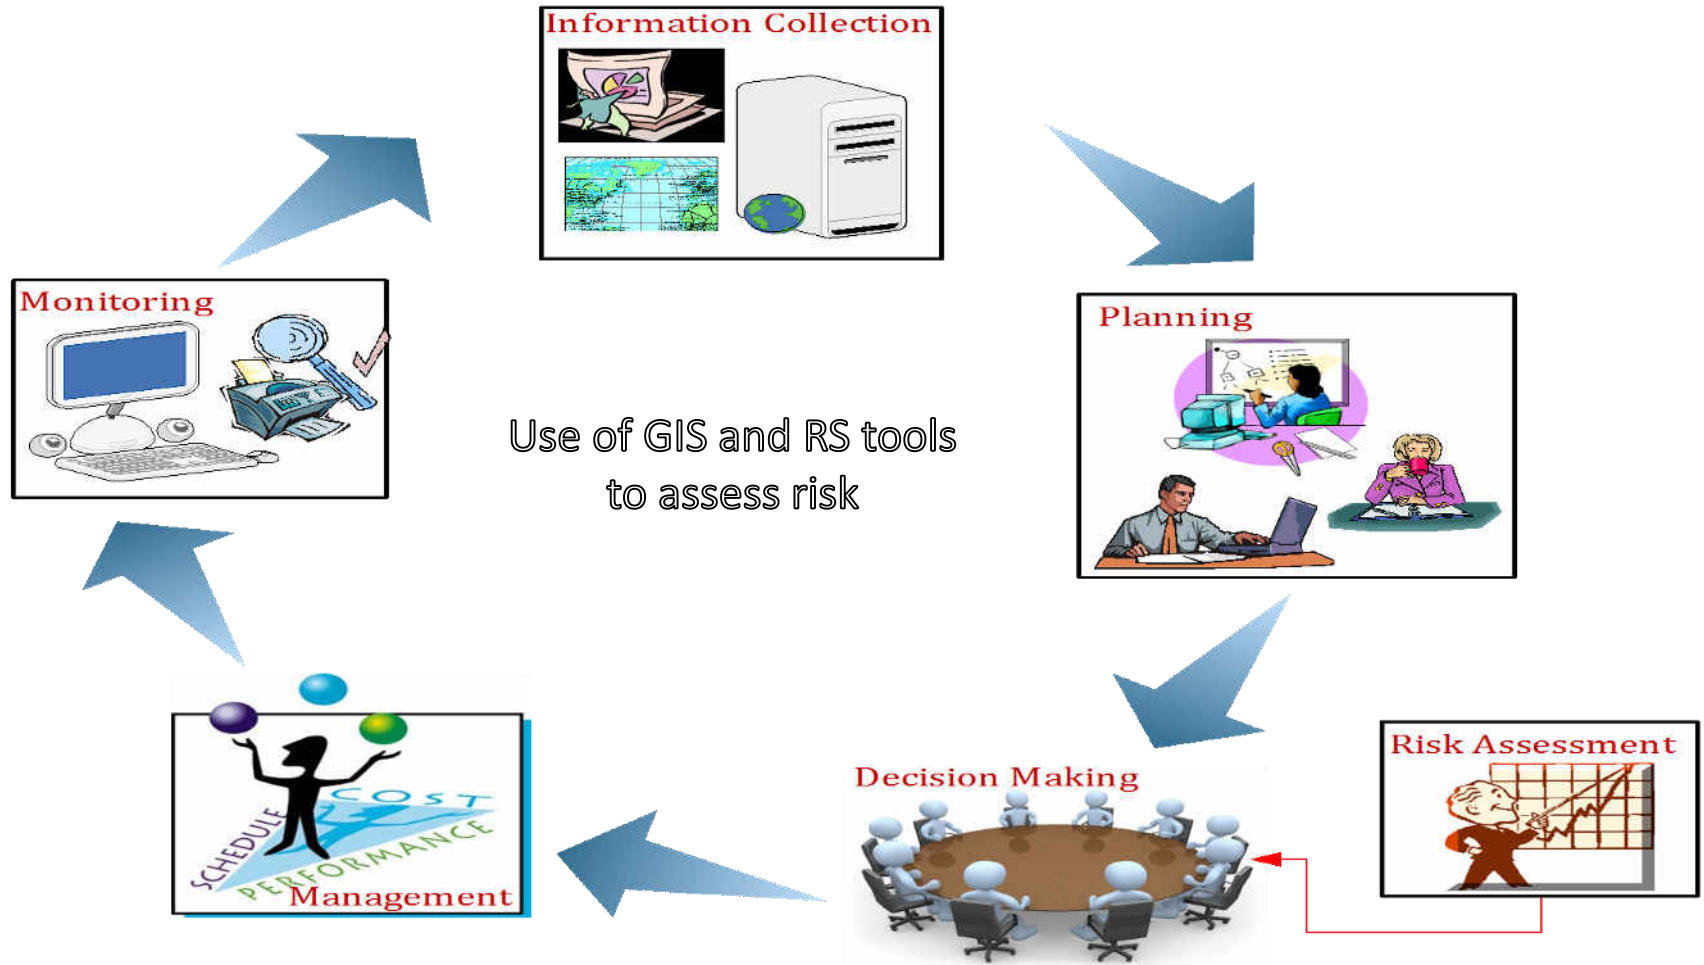 Information Collection
Monitoring
Planning
Use of GIS and RS tools
to assess risk
Risk Assessment
Decision Making
SCHEDULE
COST
PERFORMANCE
Management